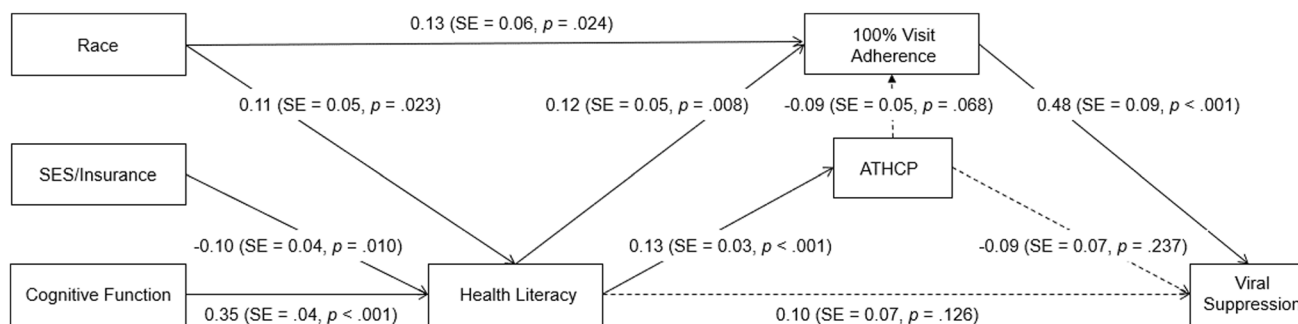 0.13 (SE = 0.06, p = .024)
Race
100% Visit
Adherence
0.11 (SE = 0.05, p = .023)
0.12 (SE = 0.05, p = .008)
-0.09 (SE = 0.05, p = .068)
0.48 (SE = 0.09, p < .001)
SES/Insurance
ATHCP
-0.10 (SE = 0.04, p = .010)
0.13 (SE = 0.03, p < .001)
-0.09 (SE = 0.07, p = .237)
Cognitive Function
Health Literacy
Viral
Suppression
0.35 (SE = .04, p < .001)
0.10 (SE = 0.07, p = .126)